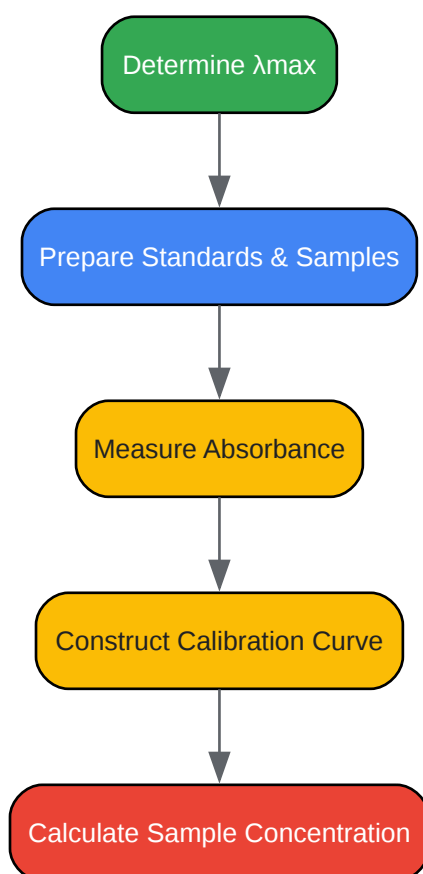 Determine λmax
Prepare Standards & Samples
Measure Absorbance
Construct Calibration Curve
Calculate Sample Concentration